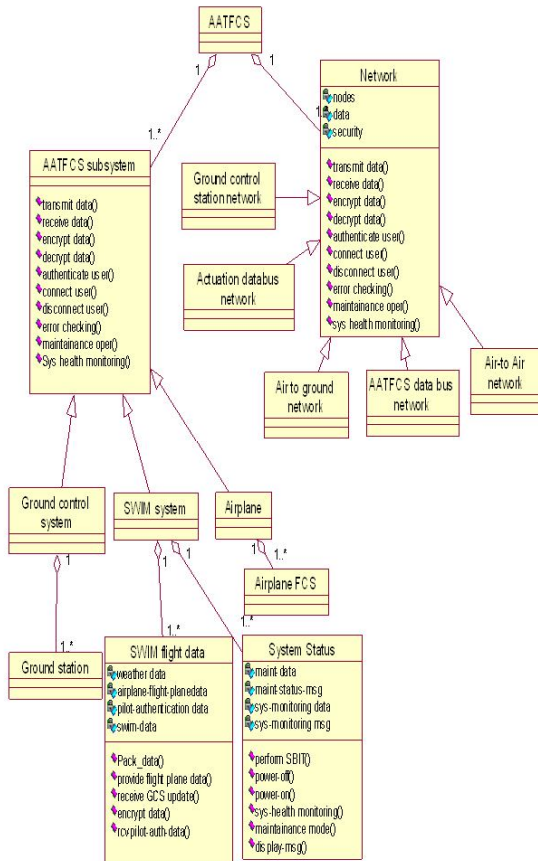 AATFCS
1
1
1..*
1
Network
nodes
data
security
transmit data()
receive data()
encrypt data()
decrypt data()
authenticate user()
connect user()
disconnect user()
error checking()
maintainance oper()
sys health monitoring()
AATFCS subsystem
transmit data()
receive data()
encrypt data()
decrypt data()
authenticate user()
connect user()
disconnect user()
error checking()
maintainance oper()
Sys health monitoring()
Ground control
station network
Actuation databus
network
Air to ground
network
AATFCS data bus
network
Air-to Air
network
Ground control
system
SWIM system
Airplane
1
1
1
1
1..*
Airplane FCS
1..*
1..*
1..*
Ground station
SWIM flight data
weather data
airplane-flight-planedata
pilot-authentication data
swim-data
Pack_data()
provide flight plane data()
receive GCS update()
encrypt data()
rcv-pilot-auth-data()
System Status
maint-data
maint-status-msg
sys-monitoring data
sys-monitoring msg
perform SBIT()
power-off()
power-on()
sys-health monitoring()
maintainance mode()
display-msg()